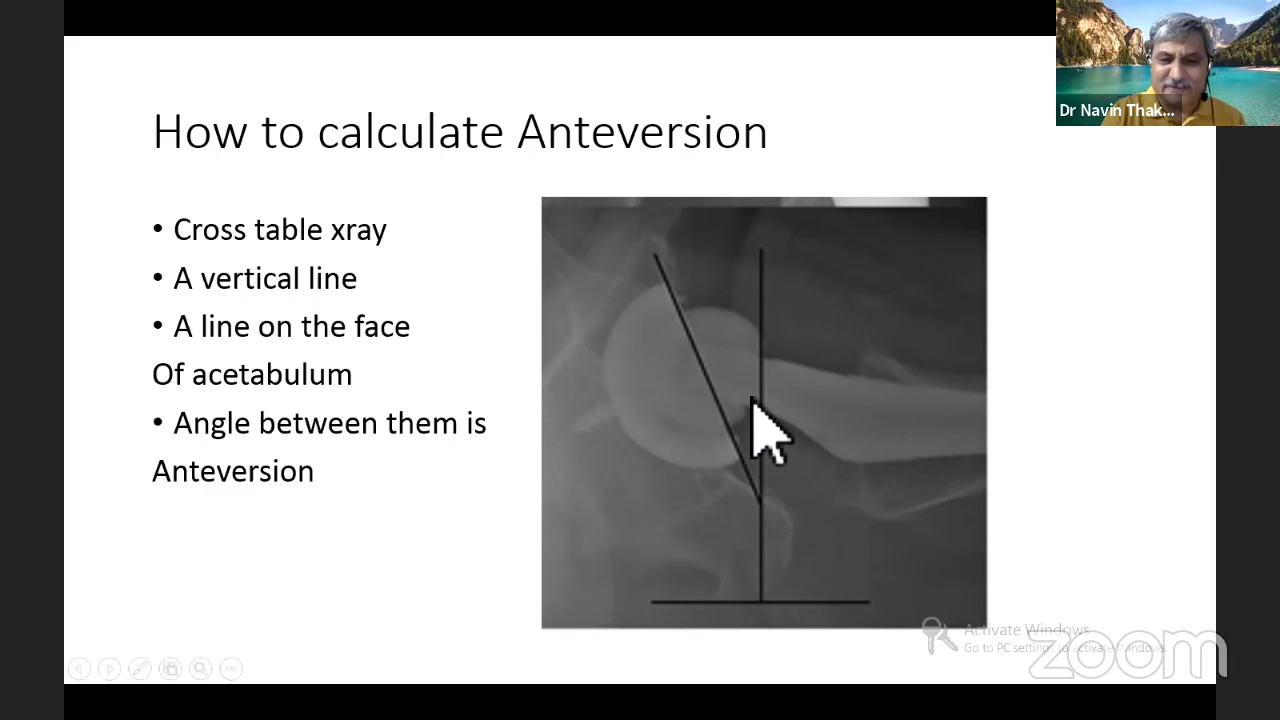 Dr Navin Thak...
How to calculate Anteversion
• Cross table xray
• A vertical line
• A line on the face
Of acetabulum
• Angle between them is
Anteversion
Activate Windows
Go to PC settings to activate Windows.
zoom